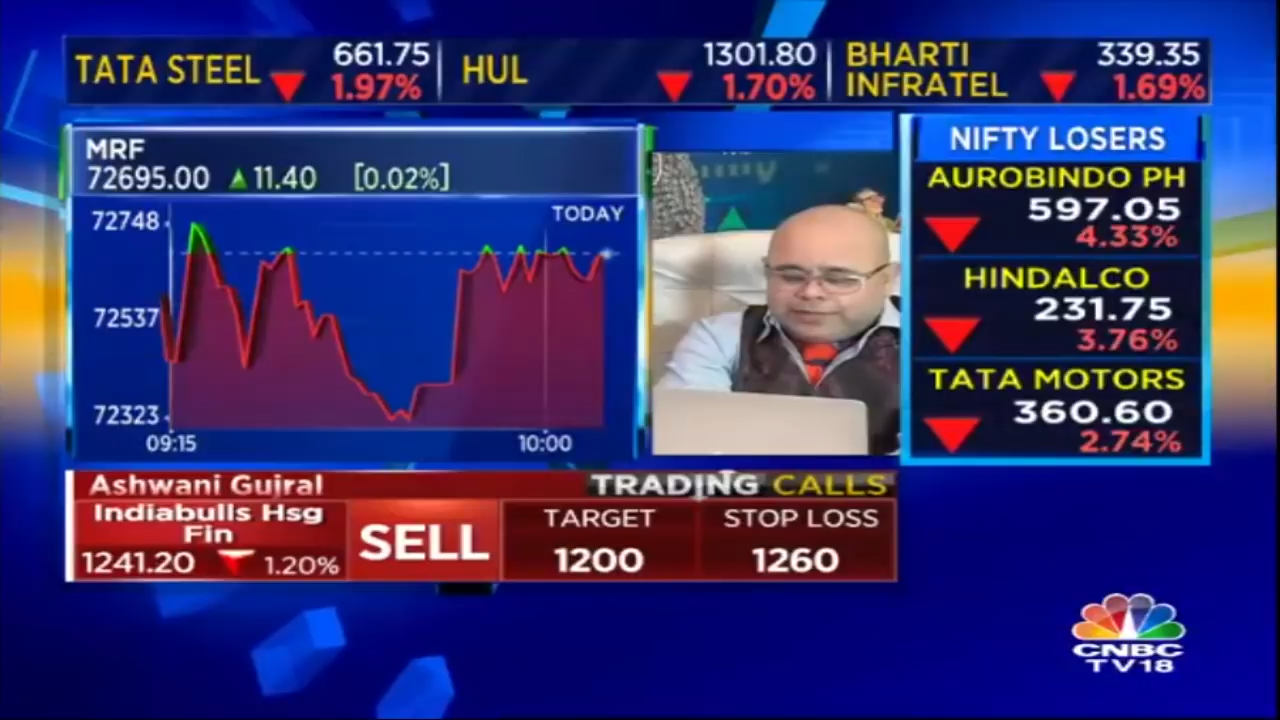 TATA STEEL 661.75 1.97%
HUL 1301.80 1.70%
BHARTI INFRATEL 339.35 1.69%
MRF
72695.00 11.40 [0.02%]
TODAY
72748
72537
72323
09:15 10:00
NIFTY LOSERS
AUROBINDO PH
597.05
4.33%
HINDALCO
231.75
3.76%
TATA MOTORS
360.60
2.74%
Ashwani Gujral
TRADING CALLS
Indiabulls Hsg
Fin
1241.20 1.20%
SELL
TARGET
1200
STOP LOSS
1260
CNBC
TV18